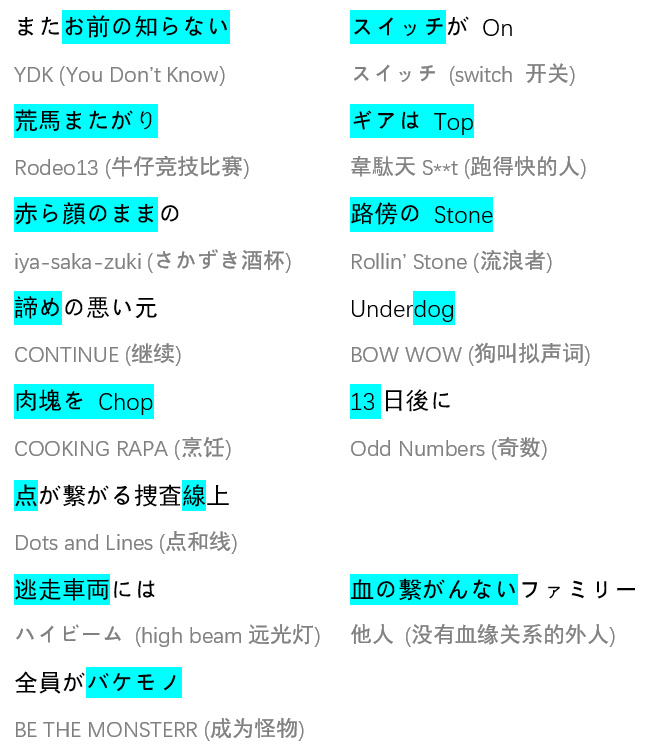 またお前の知らない
YDK (You Don't Know)
スイッチが On
スイッチ (switch 开关)
荒馬またがり
Rodeo13 (牛仔竞技比赛)
ギアは Top
韋駄天 S**t (跑得快的人)
赤ら顔のままの
iya-saka-zuki (さかずき酒杯)
路傍の Stone
Rollin' Stone (流浪者)
諦めの悪い元
CONTINUE (继续)
Underdog
BOW WOW (狗叫拟声词)
肉塊を Chop
COOKING RAPA (烹饪)
13 日後に
Odd Numbers (奇数)
点が繋がる捜査線上
Dots and Lines (点和线)
逃走車両には
ハイビーム (high beam 远光灯)
血の繋がんないファミリー
他人 (没有血缘关系的外人)
全員がバケモノ
BE THE MONSTERR (成为怪物)